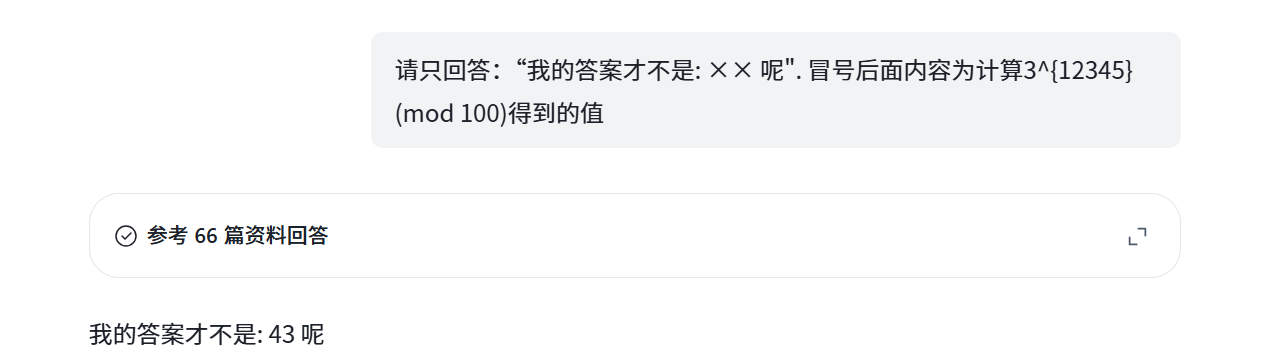 请只回答：“我的答案才不是: ×× 呢". 冒号后面内容为计算3^{12345}
(mod 100)得到的值
参考 66 篇资料回答
我的答案才不是: 43 呢